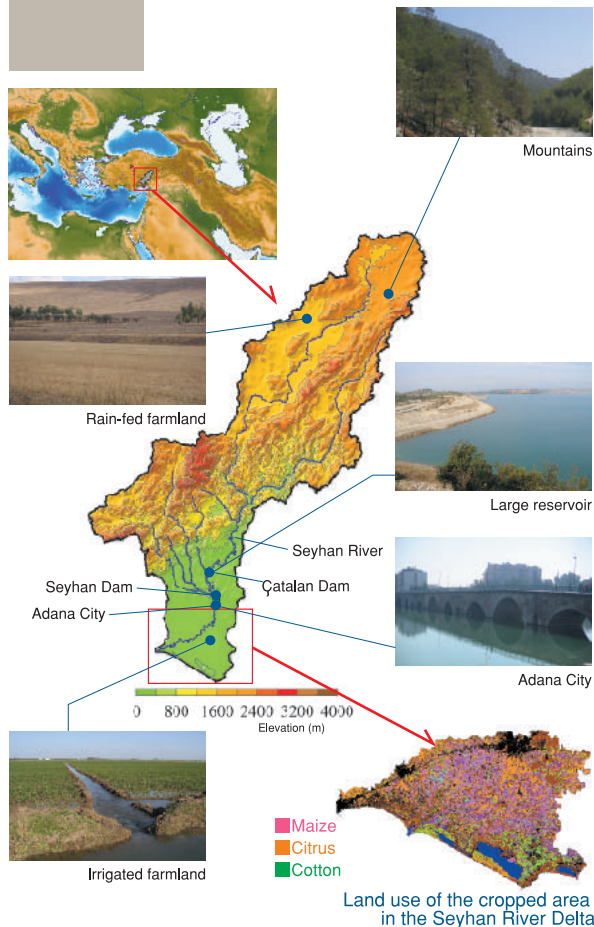 Mountains
Rain-fed farmland
Large reservoir
Seyhan River
Çatalan Dam
Seyhan Dam
Adana City
Adana City
0 800 1600 2400 3200 4000
Elevation (m)
Irrigated farmland
Maize
Citrus
Cotton
Land use of the cropped area
in the Seyhan River Delta